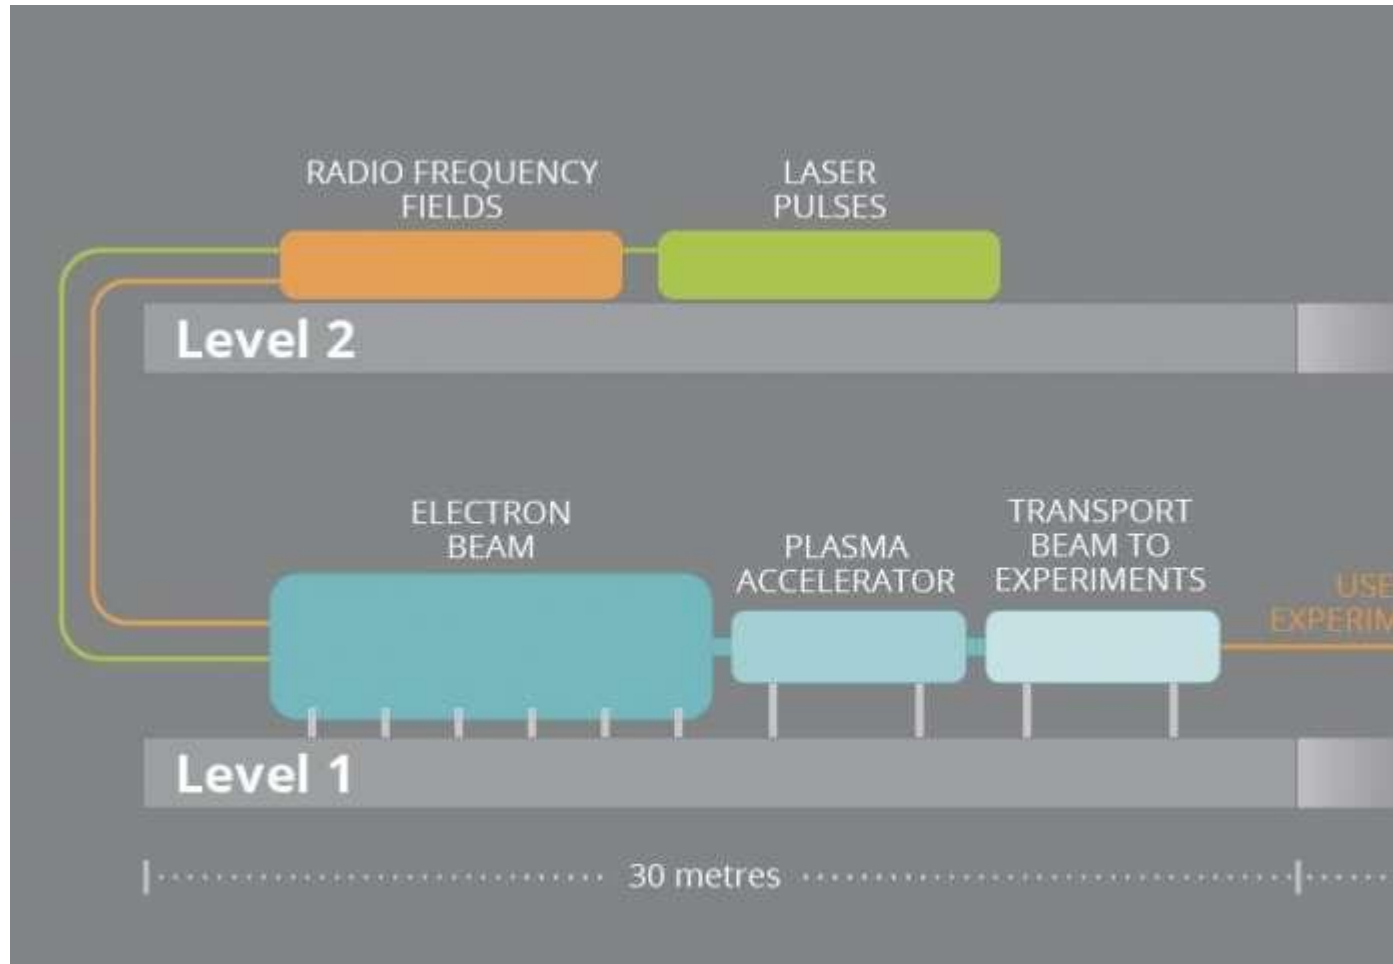 RADIO FREQUENCY
FIELDS
LASER
PULSES
Level 2
ELECTRON
BEAM
PLASMA
ACCELERATOR
TRANSPORT
BEAM TO
EXPERIMENTS
Level 1
30 metres